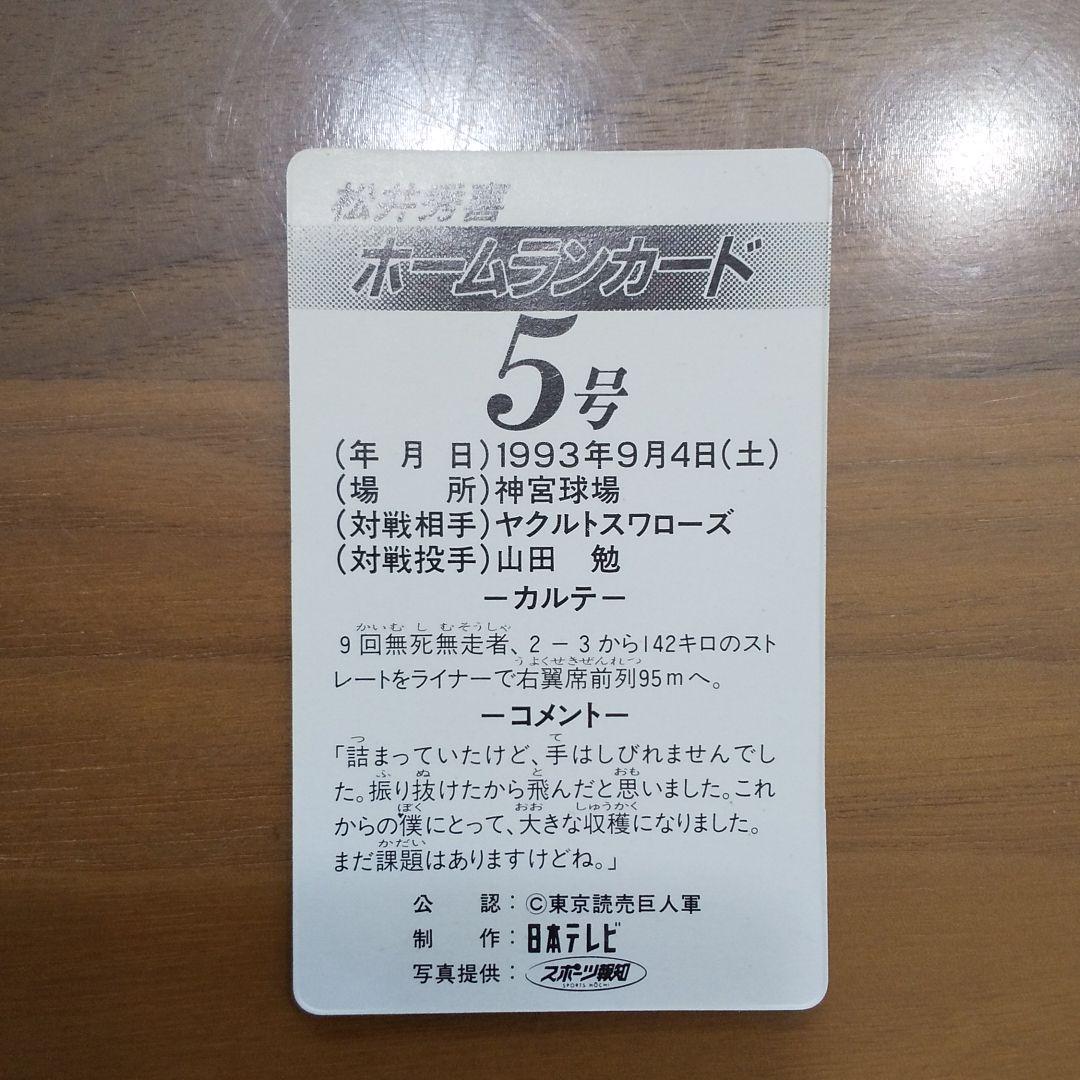 松井秀喜
ホームランカード
5号
(年月日)1993年9月4日(土)
(場所)神宮球場
(対戦相手)ヤクルトスワローズ
(対戦投手)山田 勉
ーカルテー
かいむしむそうしゃ
9回無死無走者、2-3から142キロのスト
うよくせきぜんれつ
レートをライナーで右翼席前列95mへ。
ーコメントー
つ て
「詰まっていたけど、手はしびれませんでし
ふ ぬ と おも
た。振り抜けたから飛んだと思いました。これ
ぼく おお しゅうかく
からの僕にとって、大きな収穫になりました。
かだい
まだ課題はありますけどね。」
公認:©東京読売巨人軍
制作:日本テレビ
写真提供:スポーツ報知
SPORTS HŌCHI